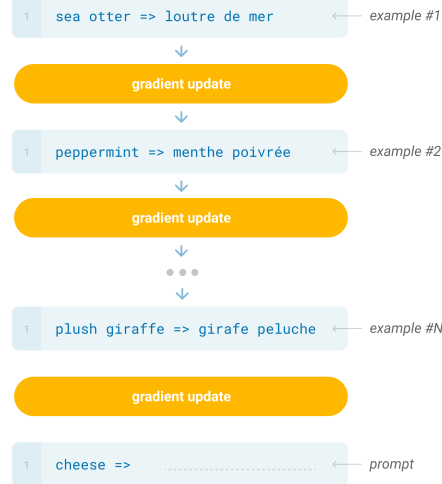 1 sea otter => loutre de mer example #1
gradient update
1 peppermint => menthe poivrée example #2
gradient update
1 plush giraffe => girafe peluche example #N
gradient update
1 cheese => prompt